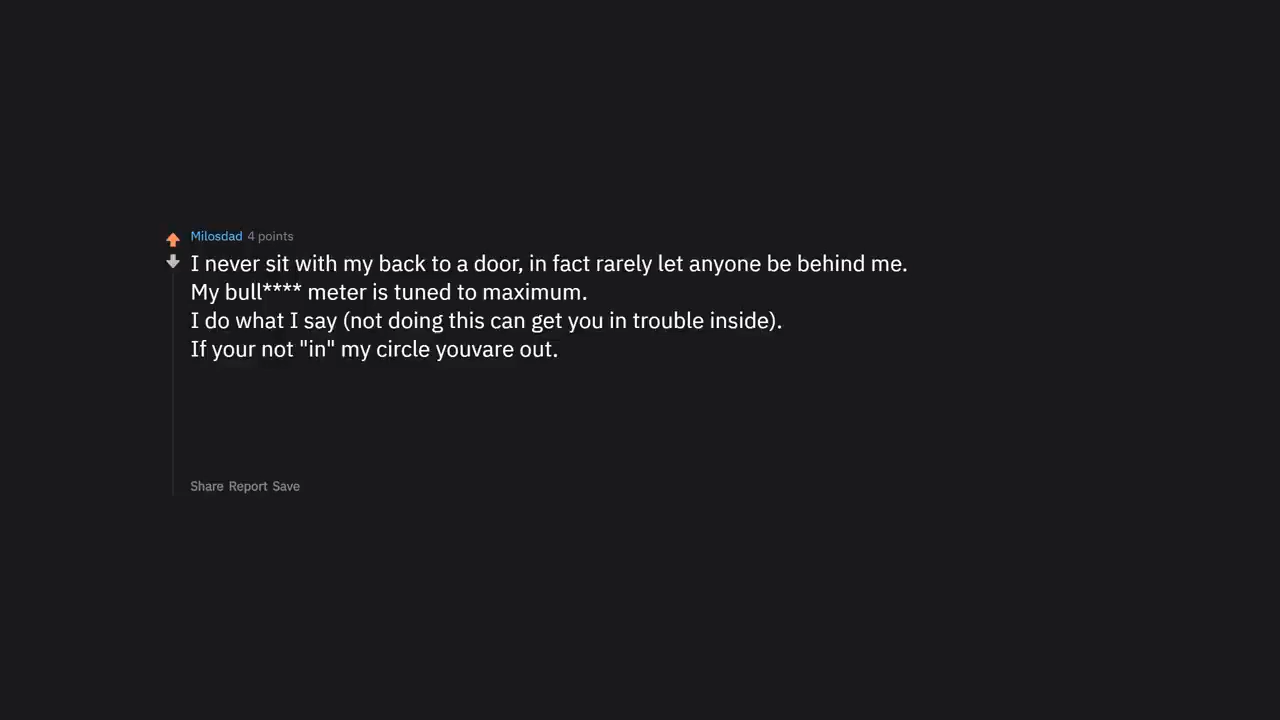 Milosdad 4 points
I never sit with my back to a door, in fact rarely let anyone be behind me.
My bull**** meter is tuned to maximum.
I do what I say (not doing this can get you in trouble inside).
If your not "in" my circle youvare out.
Share Report Save